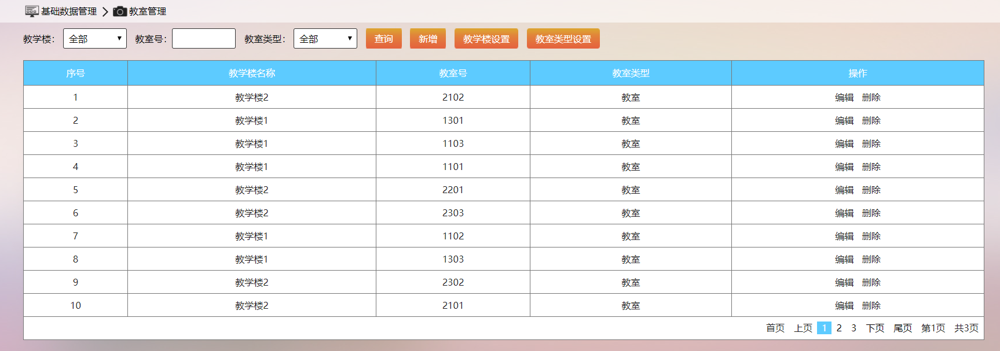 基础数据管理 > 教室管理
教学楼： 全部 教室号： 教室类型： 全部 查询 新增 教学楼设置 教室类型设置
序号 教学楼名称 教室号 教室类型 操作
1 教学楼2 2102 教室 编辑 删除
2 教学楼1 1301 教室 编辑 删除
3 教学楼1 1103 教室 编辑 删除
4 教学楼1 1101 教室 编辑 删除
5 教学楼2 2201 教室 编辑 删除
6 教学楼2 2303 教室 编辑 删除
7 教学楼1 1102 教室 编辑 删除
8 教学楼1 1303 教室 编辑 删除
9 教学楼2 2302 教室 编辑 删除
10 教学楼2 2101 教室 编辑 删除
首页 上页 1 2 3 下页 尾页 第1页 共3页